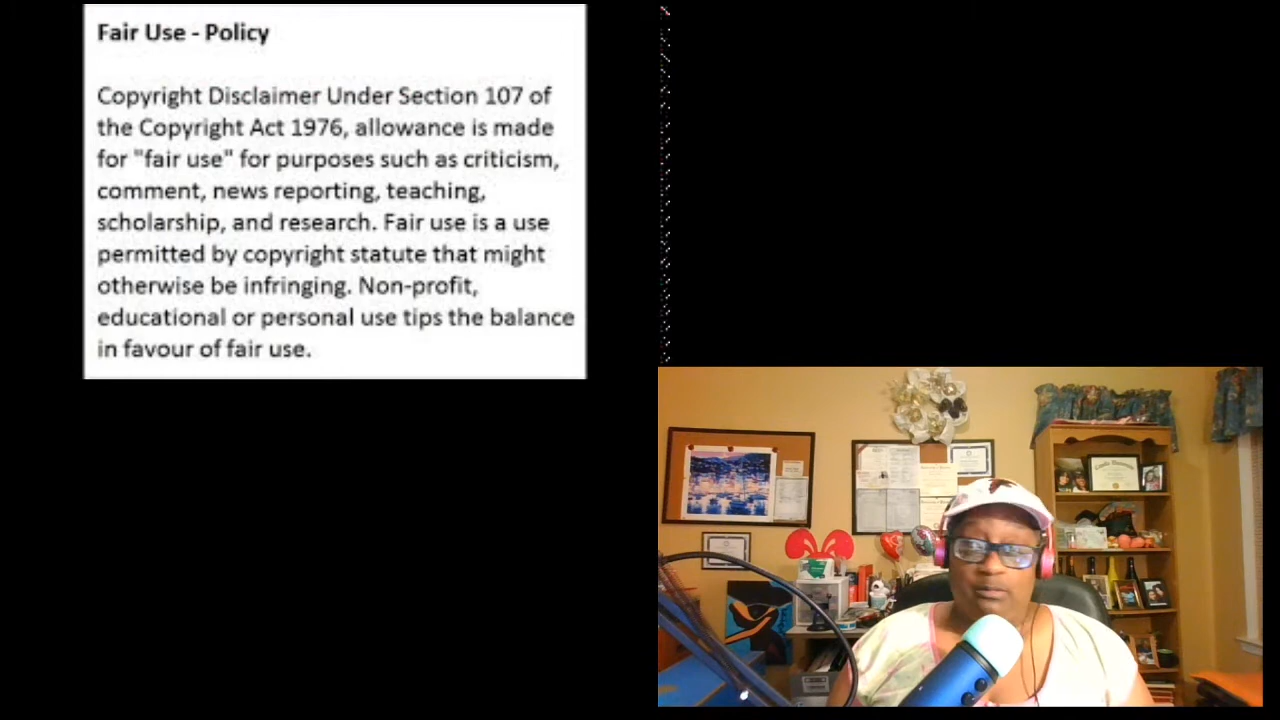 Fair Use - Policy
Copyright Disclaimer Under Section 107 of
the Copyright Act 1976, allowance is made
for "fair use" for purposes such as criticism,
comment, news reporting, teaching,
scholarship, and research. Fair use is a use
permitted by copyright statute that might
otherwise be infringing. Non-profit,
educational or personal use tips the balance
in favour of fair use.